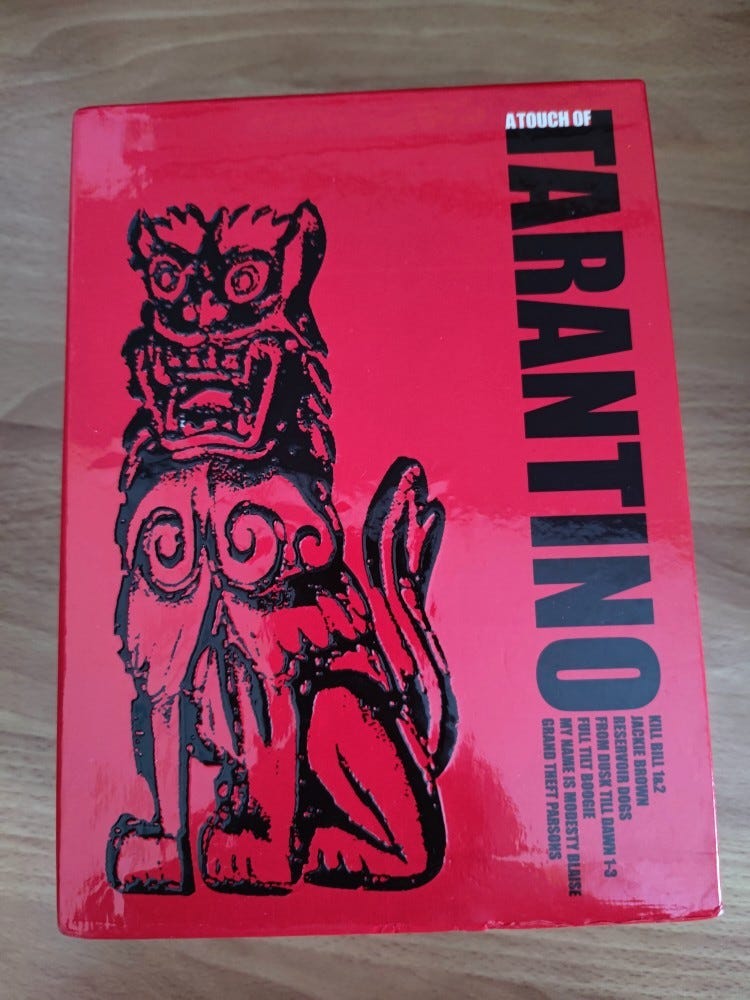 A TOUCH OF
TARANTINO
KILL BILL 1&2
JACKIE BROWN
RESERVOIR DOGS
FROM DUSK TILL DAWN 1-3
FULL TILT BOOGIE
MY NAME IS MODESTY BLAISE
GRAND THEFT PARSONS